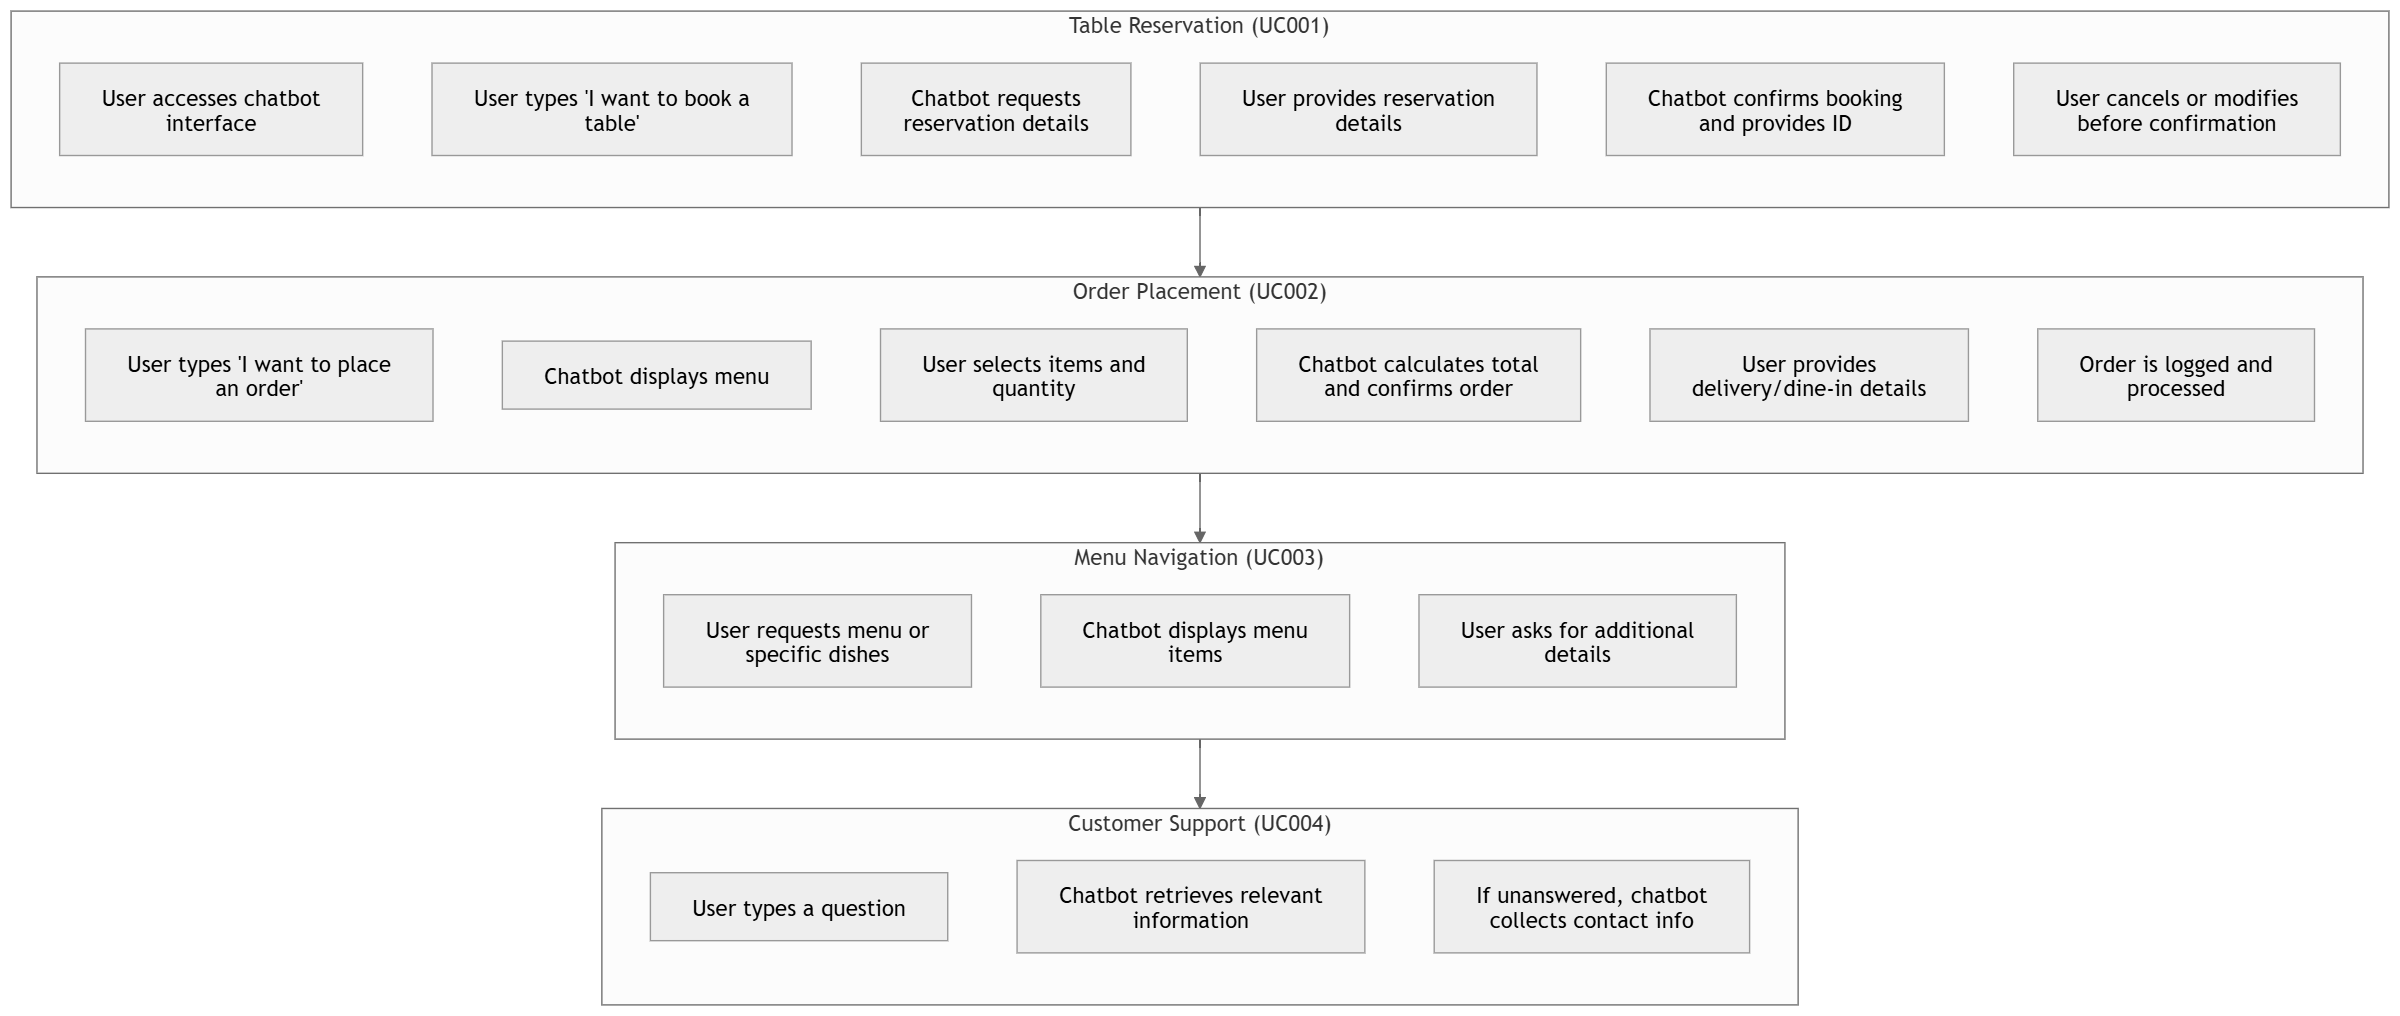 Table Reservation (UC001)
User accesses chatbot
interface
User types 'I want to book a
table'
Chatbot requests
reservation details
User provides reservation
details
Chatbot confirms booking
and provides ID
User cancels or modifies
before confirmation
Order Placement (UC002)
User types 'I want to place
an order'
Chatbot displays menu
User selects items and
quantity
Chatbot calculates total
and confirms order
User provides
delivery/dine-in details
Order is logged and
processed
Menu Navigation (UC003)
User requests menu or
specific dishes
Chatbot displays menu
items
User asks for additional
details
Customer Support (UC004)
User types a question
Chatbot retrieves relevant
information
If unanswered, chatbot
collects contact info